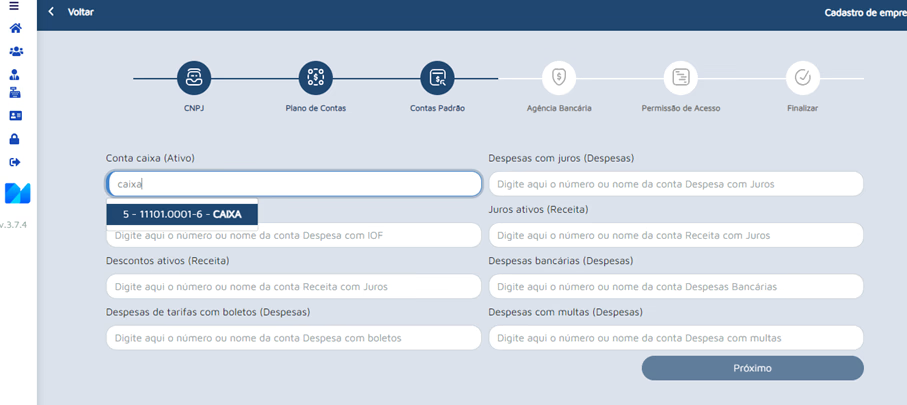 Voltar
Cadastro de empre
CNPJ
Plano de Contas
Contas Padrão
Agência Bancária
Permissão de Acesso
Finalizar
Conta caixa (Ativo)
caixa
5 - 11101.0001-6 - CAIXA
Digite aqui o número ou nome da conta Despesa com IOF
Descontos ativos (Receita)
Digite aqui o número ou nome da conta Receita com Juros
Despesas de tarifas com boletos (Despesas)
Digite aqui o número ou nome da conta Despesa com boletos
Despesas com juros (Despesas)
Digite aqui o número ou nome da conta Despesa com Juros
Juros ativos (Receita)
Digite aqui o número ou nome da conta Receita com Juros
Despesas bancárias (Despesas)
Digite aqui o número ou nome da conta Despesas Bancárias
Despesas com multas (Despesas)
Digite aqui o número ou nome da conta Despesa com multas
Próximo
v.3.7.4